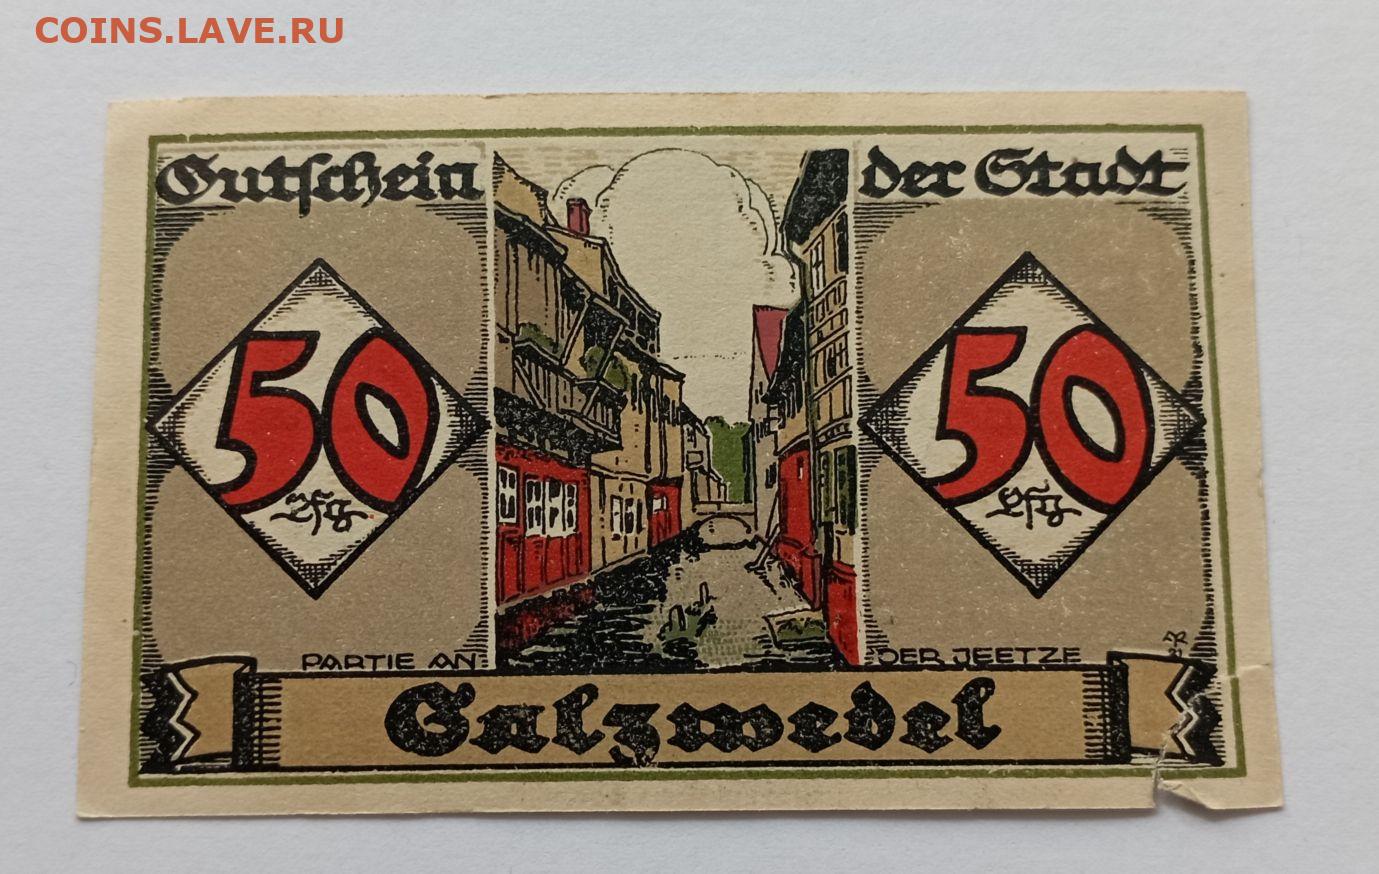 COINS.LAVE.RU
Gutschein der Stadt
50 50
Pfg Pfg
PARTIE AN DER JEETZE
Salzwedel